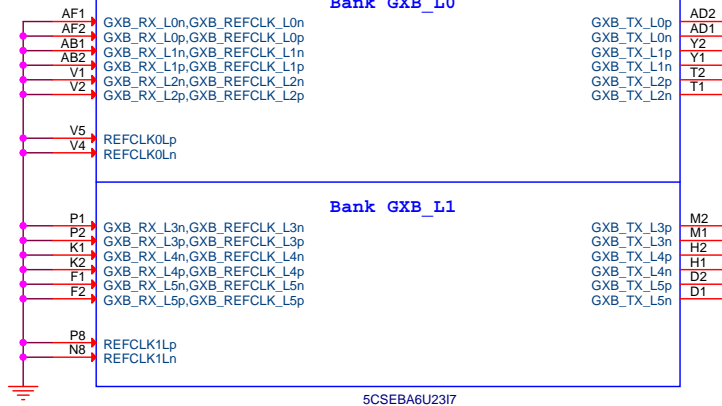 Bank GXB_L0
AF1 GXB_RX_L0n,GXB_REFCLK_L0n GXB_TX_L0p AD2
AF2 GXB_RX_L0p,GXB_REFCLK_L0p GXB_TX_L0n AD1
AB1 GXB_RX_L1n,GXB_REFCLK_L1n GXB_TX_L1p Y2
AB2 GXB_RX_L1p,GXB_REFCLK_L1p GXB_TX_L1n Y1
V1 GXB_RX_L2n,GXB_REFCLK_L2n GXB_TX_L2p T2
V2 GXB_RX_L2p,GXB_REFCLK_L2p GXB_TX_L2n T1
V5 REFCLK0Lp
V4 REFCLK0Ln
Bank GXB_L1
P1 GXB_RX_L3n,GXB_REFCLK_L3n GXB_TX_L3p M2
P2 GXB_RX_L3p,GXB_REFCLK_L3p GXB_TX_L3n M1
K1 GXB_RX_L4n,GXB_REFCLK_L4n GXB_TX_L4p H2
K2 GXB_RX_L4p,GXB_REFCLK_L4p GXB_TX_L4n H1
F1 GXB_RX_L5n,GXB_REFCLK_L5n GXB_TX_L5p D2
F2 GXB_RX_L5p,GXB_REFCLK_L5p GXB_TX_L5n D1
P8 REFCLK1Lp
N8 REFCLK1Ln
5CSEBA6U23I7